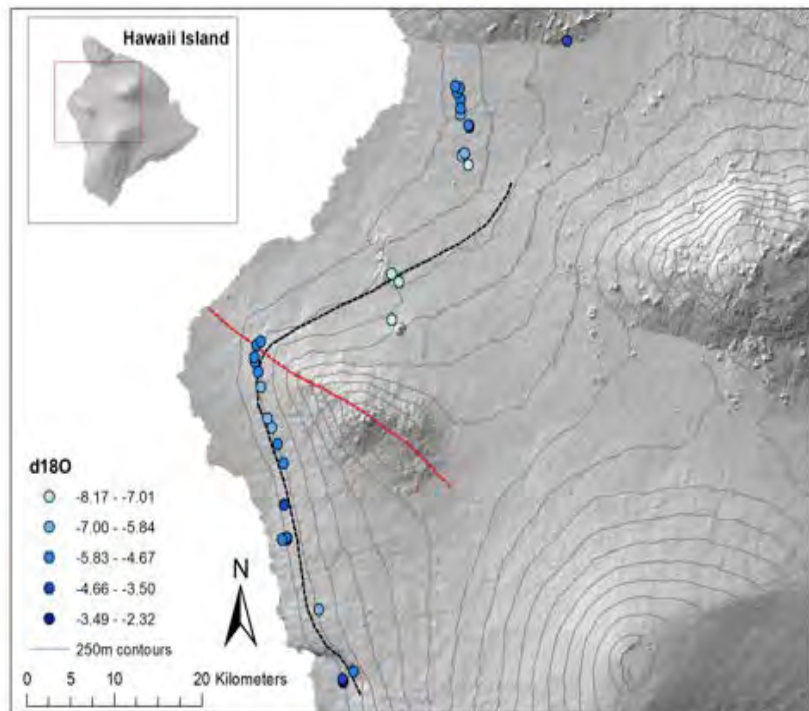 Hawaii Island
d18O
-8.17 - -7.01
-7.00 - -5.84
-5.83 - -4.67
-4.66 - -3.50
-3.49 - -2.32
250m contours
N
20 Kilometers
0 5 10